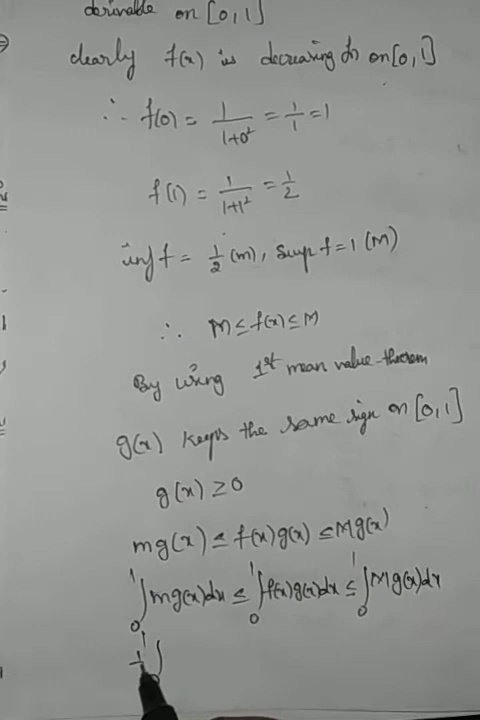 derivable on [0,1]
clearly f(x) is decreasing fn on [0,1]
∴ f(0) = 1/(1+0²) = 1/1 = 1
f(1) = 1/(1+1²) = 1/2
inf f = 1/2 (m), Sup f = 1 (M)
∴ m ≤ f(x) ≤ M
By using 1st mean value theorem
g(x) keeps the same sign on [0,1]
g(x) ≥ 0
mg(x) ≤ f(x)g(x) ≤ Mg(x)
∫₀¹ mg(x)dx ≤ ∫₀¹ f(x)g(x)dx ≤ ∫₀¹ Mg(x)dx